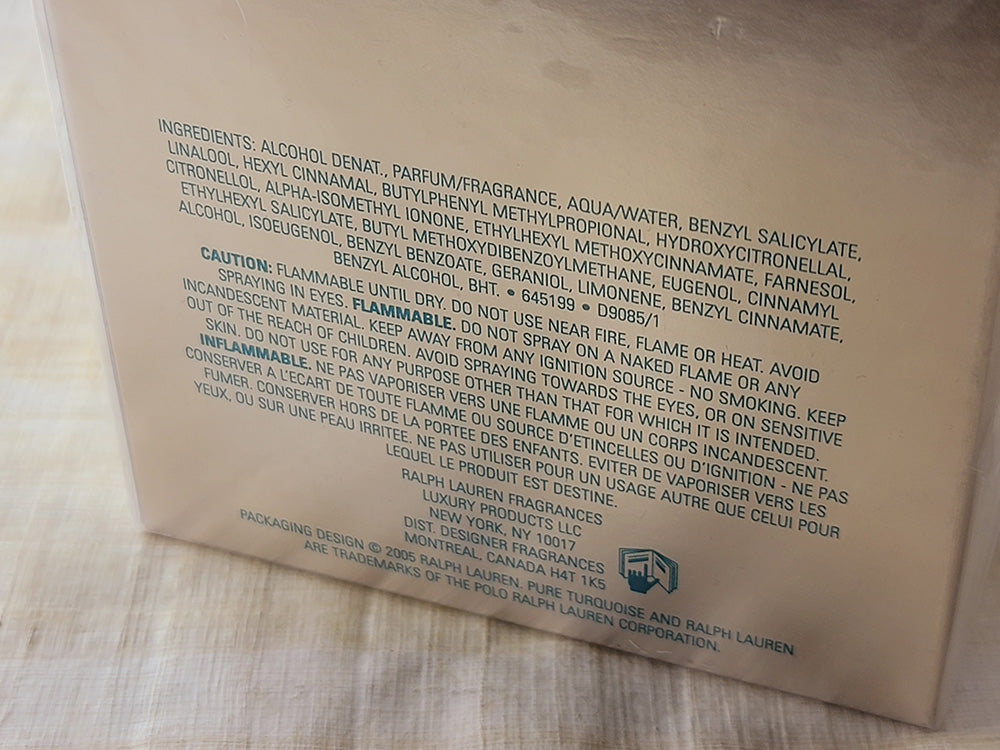 INGREDIENTS: ALCOHOL DENAT., PARFUM/FRAGRANCE, AQUA/WATER, BENZYL SALICYLATE,
LINALOOL, HEXYL CINNAMAL, BUTYLPHENYL METHYLPROPIONAL, HYDROXYCITRONELLAL,
CITRONELLOL, ALPHA-ISOMETHYL IONONE, ETHYLHEXYL METHOXYCINNAMATE, FARNESOL,
ETHYLHEXYL SALICYLATE, BUTYL METHOXYDIBENZOYLMETHANE, EUGENOL, CINNAMYL
ALCOHOL, ISOEUGENOL, BENZYL BENZOATE, GERANIOL, LIMONENE, BENZYL CINNAMATE,
BENZYL ALCOHOL, BHT. • 645199 • D9085/1
CAUTION: FLAMMABLE UNTIL DRY. DO NOT USE NEAR FIRE, FLAME OR HEAT. AVOID
SPRAYING IN EYES. FLAMMABLE. DO NOT SPRAY ON A NAKED FLAME OR ANY
INCANDESCENT MATERIAL. KEEP AWAY FROM ANY IGNITION SOURCE - NO SMOKING. KEEP
OUT OF THE REACH OF CHILDREN. AVOID SPRAYING TOWARDS THE EYES, OR ON SENSITIVE
SKIN. DO NOT USE FOR ANY PURPOSE OTHER THAN THAT FOR WHICH IT IS INTENDED.
INFLAMMABLE. NE PAS VAPORISER VERS UNE FLAMME OU UN CORPS INCANDESCENT.
CONSERVER A L'ECART DE TOUTE FLAMME OU SOURCE D'ETINCELLES OU D'IGNITION - NE PAS
FUMER. CONSERVER HORS DE LA PORTEE DES ENFANTS. EVITER DE VAPORISER VERS LES
YEUX, OU SUR UNE PEAU IRRITEE. NE PAS UTILISER POUR UN USAGE AUTRE QUE CELUI POUR
LEQUEL LE PRODUIT EST DESTINE.
RALPH LAUREN FRAGRANCES
LUXURY PRODUCTS LLC
NEW YORK, NY 10017
DIST. DESIGNER FRAGRANCES
MONTREAL, CANADA H4T 1K5
PACKAGING DESIGN © 2005 RALPH LAUREN. PURE TURQUOISE AND RALPH LAUREN
ARE TRADEMARKS OF THE POLO RALPH LAUREN CORPORATION.